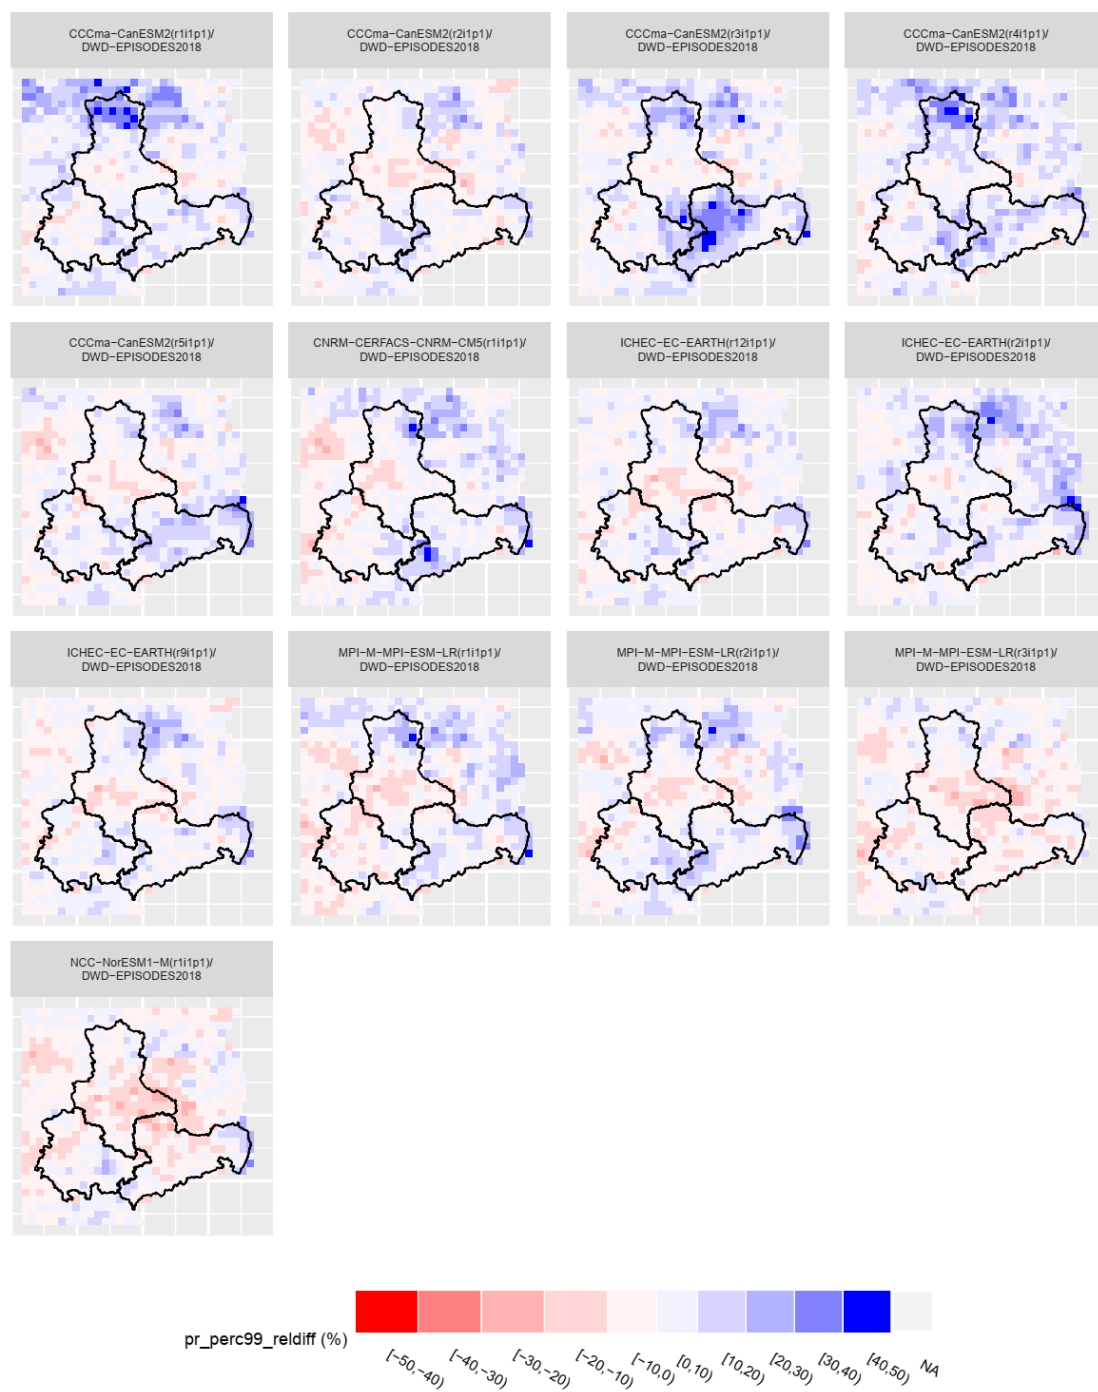 CCCma−CanESM2(r1i1p1)/
DWD−EPISODES2018
CCCma−CanESM2(r2i1p1)/
DWD−EPISODES2018
CCCma−CanESM2(r3i1p1)/
DWD−EPISODES2018
CCCma−CanESM2(r4i1p1)/
DWD−EPISODES2018
CCCma−CanESM2(r5i1p1)/
DWD−EPISODES2018
CNRM−CERFACS−CNRM−CM5(r1i1p1)/
DWD−EPISODES2018
ICHEC−EC−EARTH(r12i1p1)/
DWD−EPISODES2018
ICHEC−EC−EARTH(r2i1p1)/
DWD−EPISODES2018
ICHEC−EC−EARTH(r9i1p1)/
DWD−EPISODES2018
MPI−M−MPI−ESM−LR(r1i1p1)/
DWD−EPISODES2018
MPI−M−MPI−ESM−LR(r2i1p1)/
DWD−EPISODES2018
MPI−M−MPI−ESM−LR(r3i1p1)/
DWD−EPISODES2018
NCC−NorESM1−M(r1i1p1)/
DWD−EPISODES2018
pr_perc99_reldiff (%)
[−50,−40)
[−40,−30)
[−30,−20)
[−20,−10)
[−10,0)
[0,10)
[10,20)
[20,30)
[30,40)
[40,50)
NA